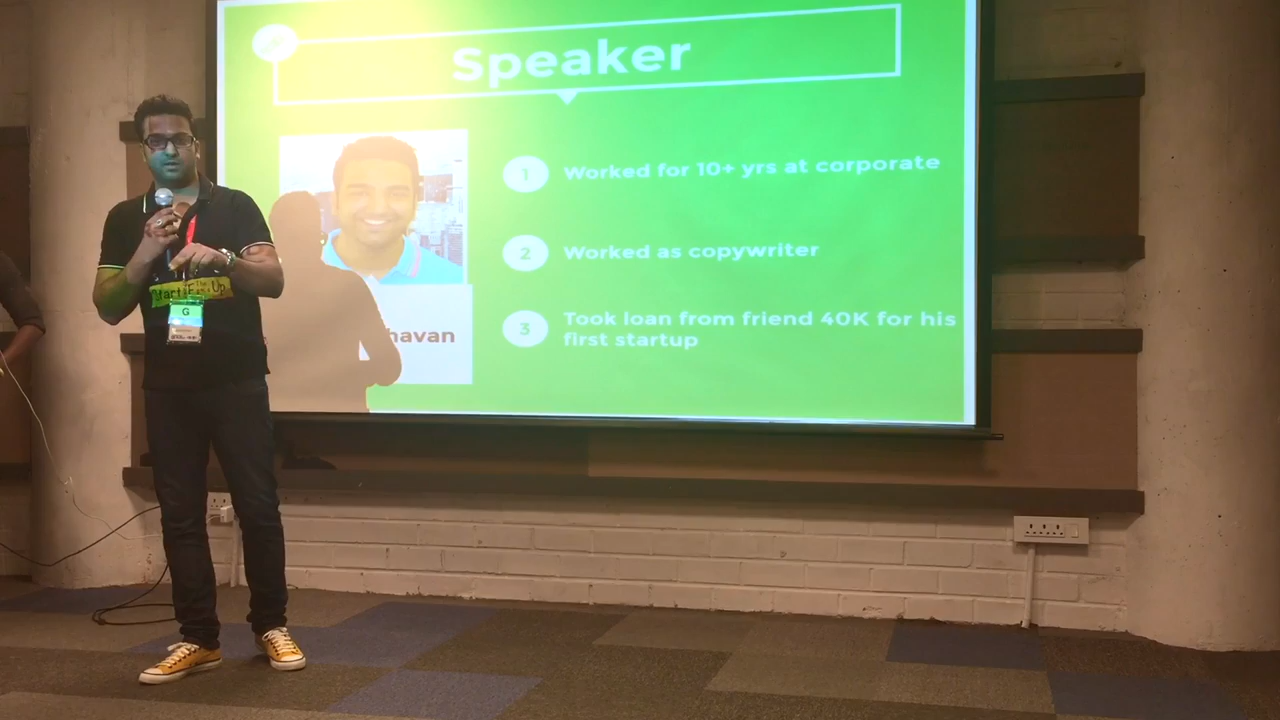 Speaker
1 Worked for 10+ yrs at corporate
2 Worked as copywriter
3 Took loan from friend 40K for his
first startup
havan
G